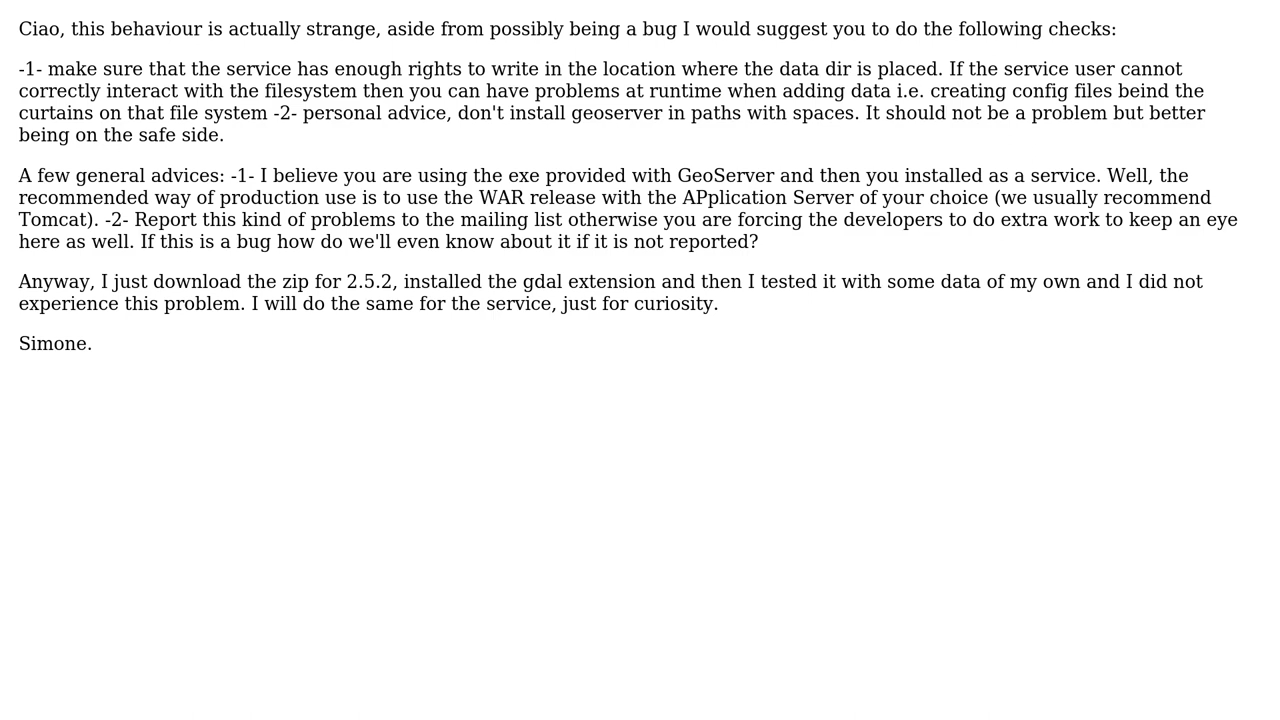 Ciao, this behaviour is actually strange, aside from possibly being a bug I would suggest you to do the following checks:
-1- make sure that the service has enough rights to write in the location where the data dir is placed. If the service user cannot
correctly interact with the filesystem then you can have problems at runtime when adding data i.e. creating config files beind the
curtains on that file system -2- personal advice, don't install geoserver in paths with spaces. It should not be a problem but better
being on the safe side.
A few general advices: -1- I believe you are using the exe provided with GeoServer and then you installed as a service. Well, the
recommended way of production use is to use the WAR release with the APplication Server of your choice (we usually recommend
Tomcat). -2- Report this kind of problems to the mailing list otherwise you are forcing the developers to do extra work to keep an eye
here as well. If this is a bug how do we'll even know about it if it is not reported?
Anyway, I just download the zip for 2.5.2, installed the gdal extension and then I tested it with some data of my own and I did not
experience this problem. I will do the same for the service, just for curiosity.
Simone.